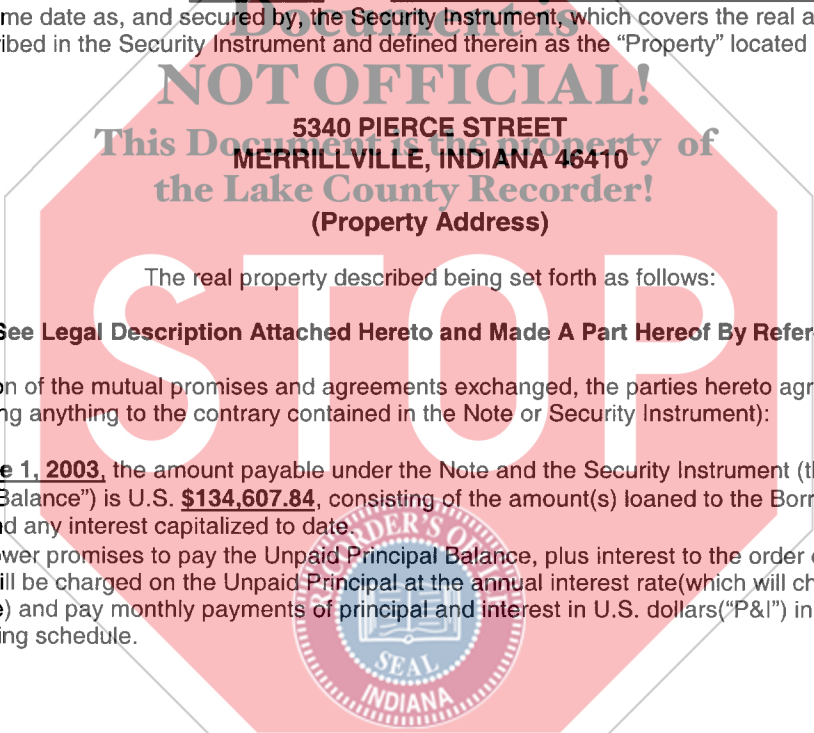 me date as, and secured by, the Security Instrument, which covers the real a
ibed in the Security Instrument and defined therein as the “Property” located
Document is
NOT OFFICIAL!
This Document is the property of
the Lake County Recorder!
5340 PIERCE STREET
MERRILLVILLE, INDIANA 46410
(Property Address)
The real property described being set forth as follows:
See Legal Description Attached Hereto and Made A Part Hereof By Refer
STOP
on of the mutual promises and agreements exchanged, the parties hereto agr
ng anything to the contrary contained in the Note or Security Instrument):
e 1, 2003, the amount payable under the Note and the Security Instrument (th
Balance”) is U.S. $134,607.84, consisting of the amount(s) loaned to the Borr
nd any interest capitalized to date.
wer promises to pay the Unpaid Principal Balance, plus interest to the order
ill be charged on the Unpaid Principal at the annual interest rate(which will ch
e) and pay monthly payments of principal and interest in U.S. dollars(“P&I”) in
ing schedule.
RECORDER'S OFFICE
SEAL
INDIANA